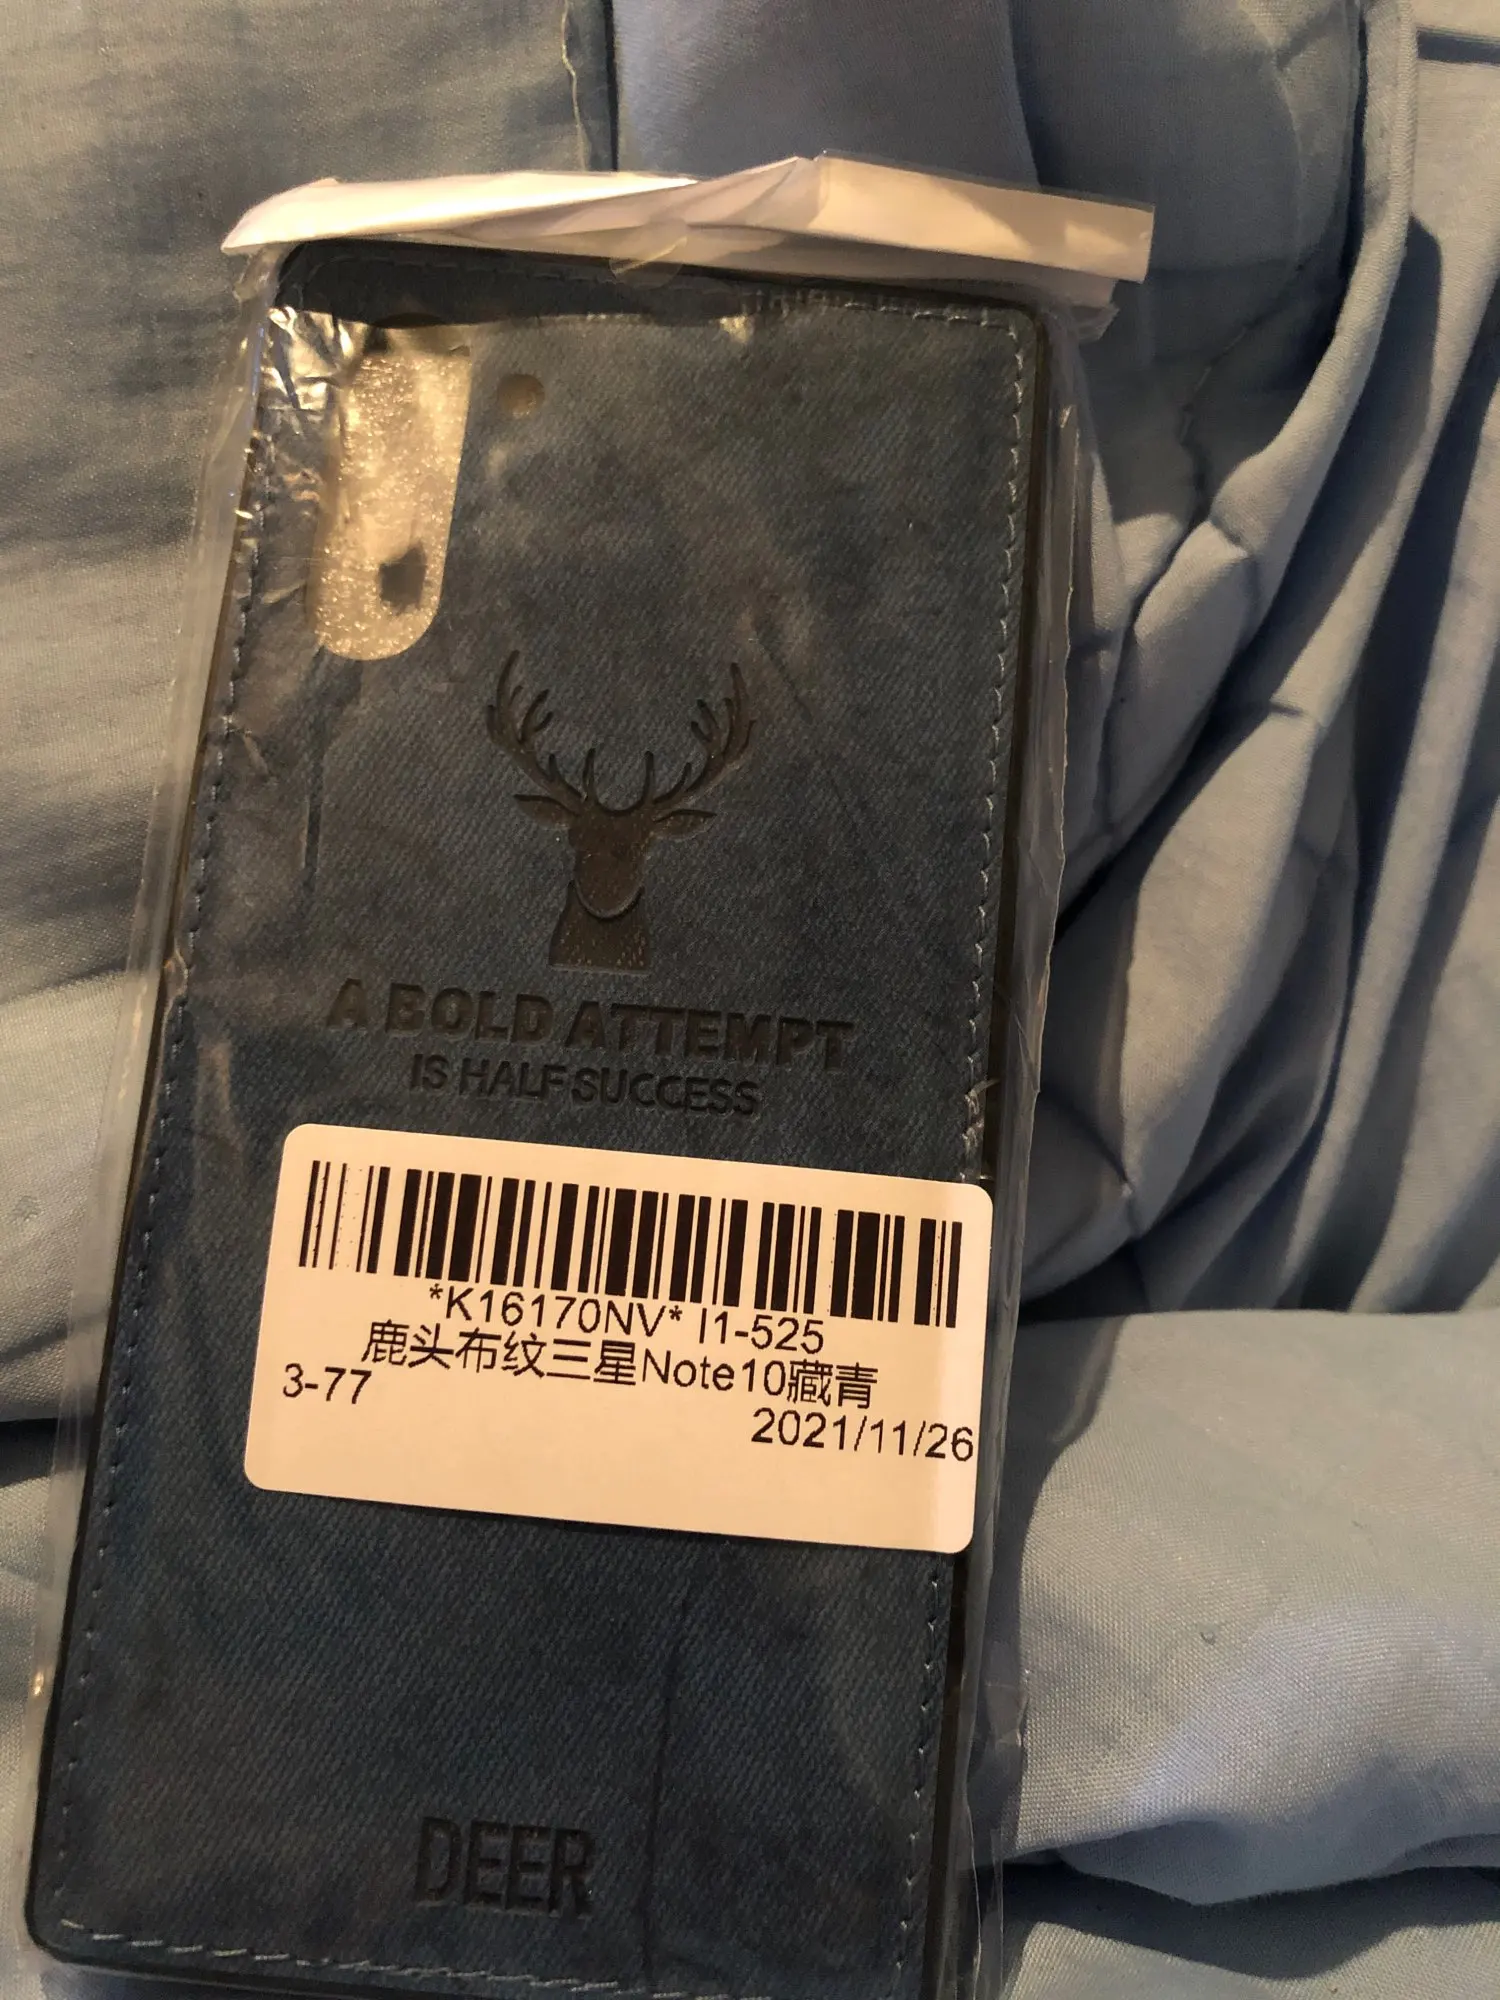 A BOLD ATTEMPT
IS HALF SUCCESS
*K16170NV* I1-525
鹿头布纹三星Note10藏青
3-77
2021/11/26
DEER